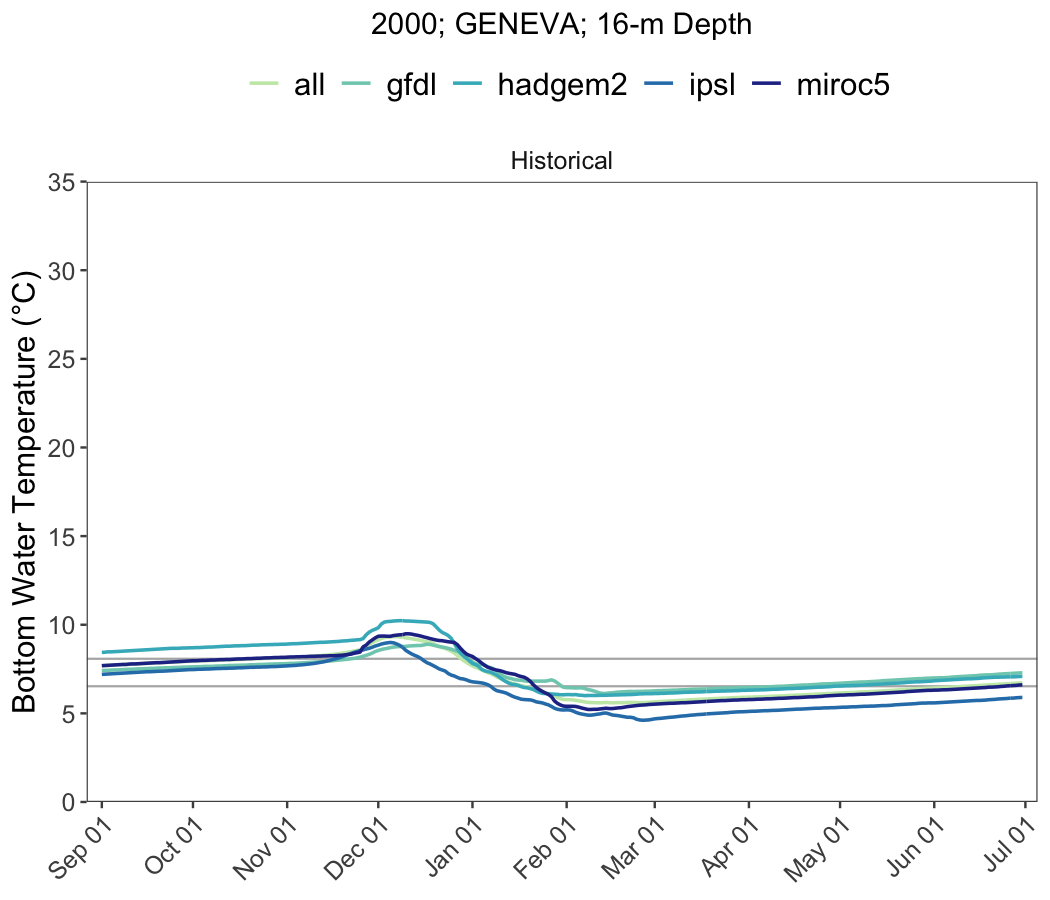 2000; GENEVA; 16-m Depth
all gfdl hadgem2 ipsl miroc5
Historical
Bottom Water Temperature (°C)
35
30
25
20
15
10
5
0
Sep 01 Oct 01 Nov 01 Dec 01 Jan 01 Feb 01 Mar 01 Apr 01 May 01 Jun 01 Jul 01